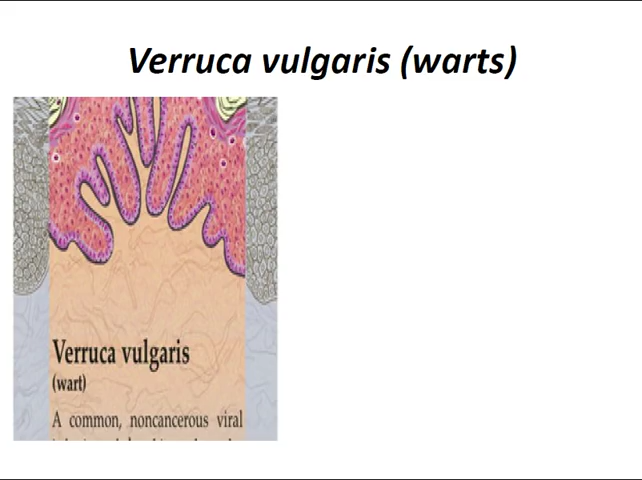 Verruca vulgaris (warts)
Verruca vulgaris
(wart)
A common, noncancerous viral